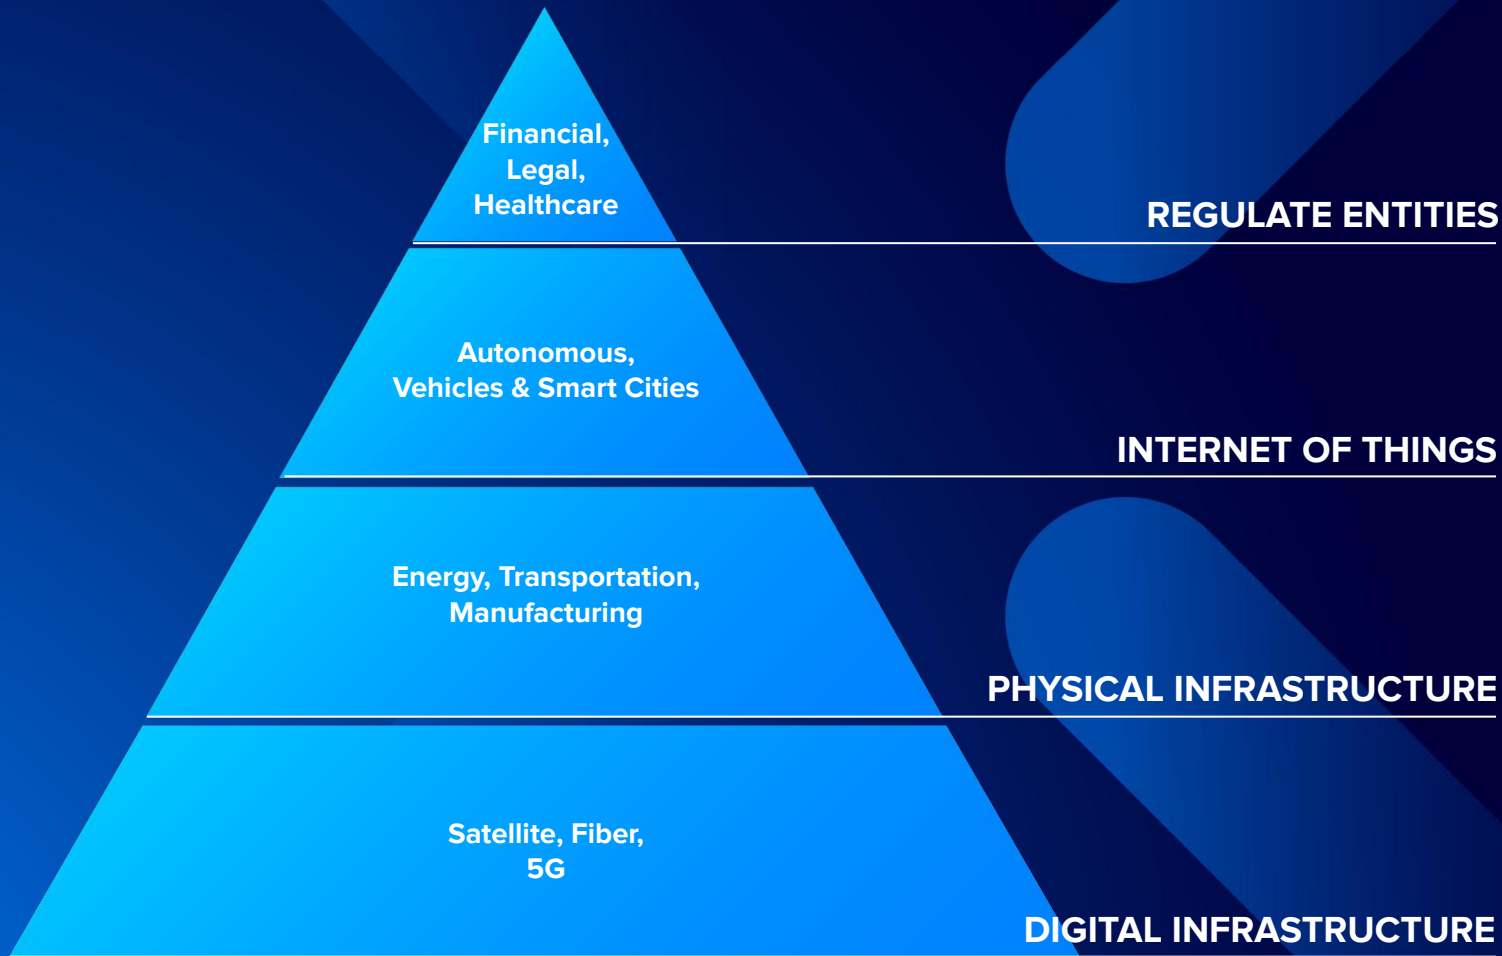 Financial,
Legal,
Healthcare
REGULATE ENTITIES
Autonomous,
Vehicles & Smart Cities
INTERNET OF THINGS
Energy, Transportation,
Manufacturing
PHYSICAL INFRASTRUCTURE
Satellite, Fiber,
5G
DIGITAL INFRASTRUCTURE